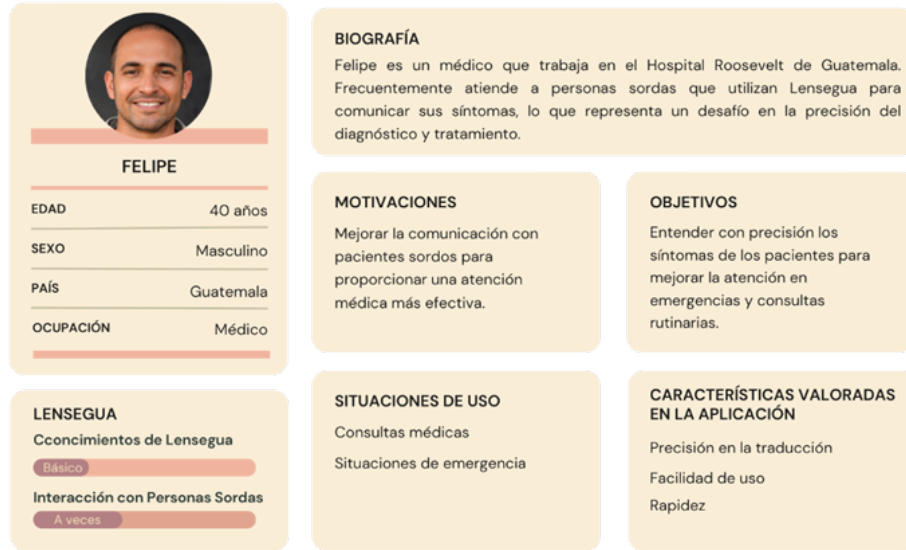 FELIPE
EDAD 40 años
SEXO Masculino
PAÍS Guatemala
OCUPACIÓN Médico
LENSEGUA
Cconcimientos de Lensegua
Básico
Interacción con Personas Sordas
A veces
BIOGRAFÍA
Felipe es un médico que trabaja en el Hospital Roosevelt de Guatemala.
Frecuentemente atiende a personas sordas que utilizan Lensegua para
comunicar sus síntomas, lo que representa un desafío en la precisión del
diagnóstico y tratamiento.
MOTIVACIONES
Mejorar la comunicación con
pacientes sordos para
proporcionar una atención
médica más efectiva.
OBJETIVOS
Entender con precisión los
síntomas de los pacientes para
mejorar la atención en
emergencias y consultas
rutinarias.
SITUACIONES DE USO
Consultas médicas
Situaciones de emergencia
CARACTERÍSTICAS VALORADAS
EN LA APLICACIÓN
Precisión en la traducción
Facilidad de uso
Rapidez